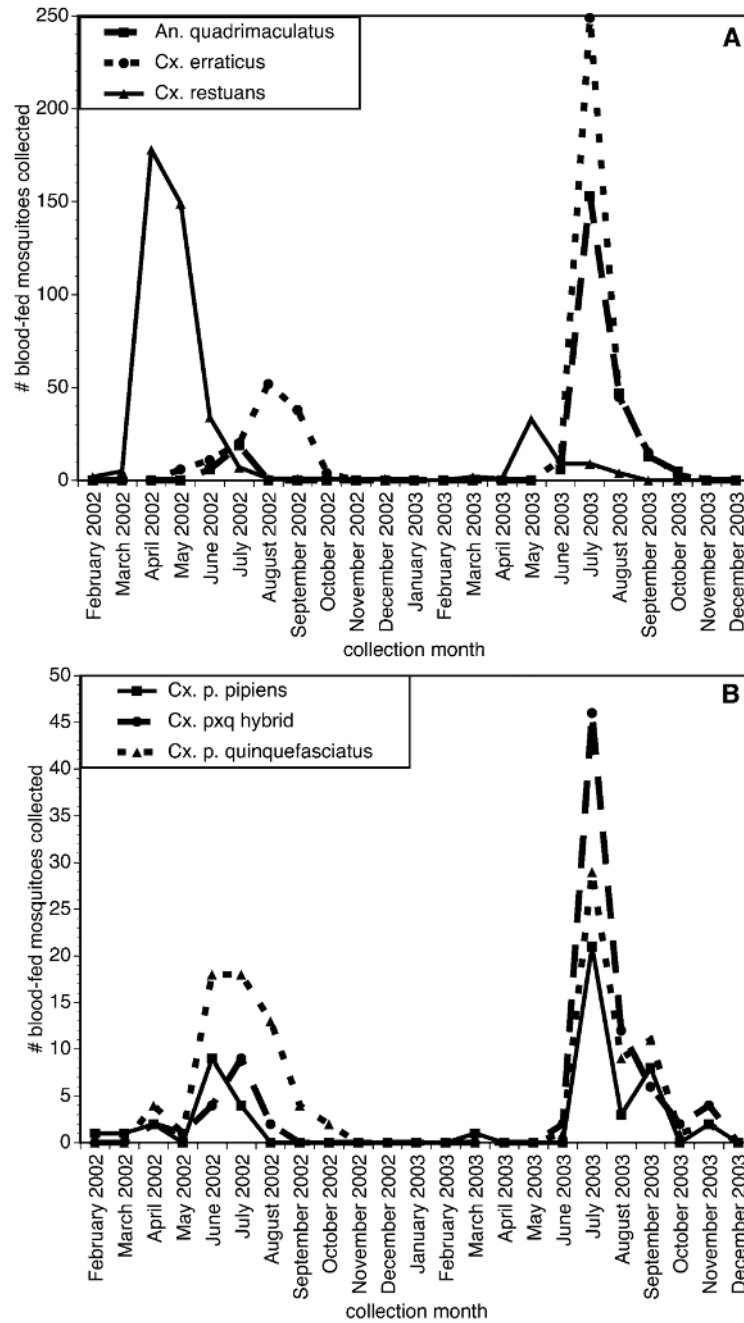 A
An. quadrimaculatus
Cx. erraticus
Cx. restuans
250
200
150
100
50
0
# blood-fed mosquitoes collected
February 2002
March 2002
April 2002
May 2002
June 2002
July 2002
August 2002
September 2002
October 2002
November 2002
December 2002
January 2003
February 2003
March 2003
April 2003
May 2003
June 2003
July 2003
August 2003
September 2003
October 2003
November 2003
December 2003
collection month
B
Cx. p. pipiens
Cx. pxq hybrid
Cx. p. quinquefasciatus
50
45
40
35
30
25
20
15
10
5
0
# blood-fed mosquitoes collected
February 2002
March 2002
April 2002
May 2002
June 2002
July 2002
August 2002
September 2002
October 2002
November 2002
December 2002
January 2003
February 2003
March 2003
April 2003
May 2003
June 2003
July 2003
August 2003
September 2003
October 2003
November 2003
December 2003
collection month